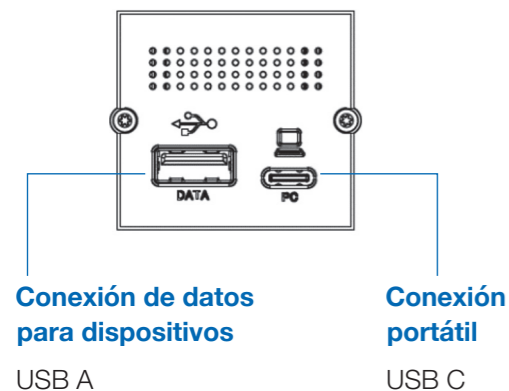 DATA
PC
Conexión de datos
para dispositivos
USB A
Conexión
portátil
USB C